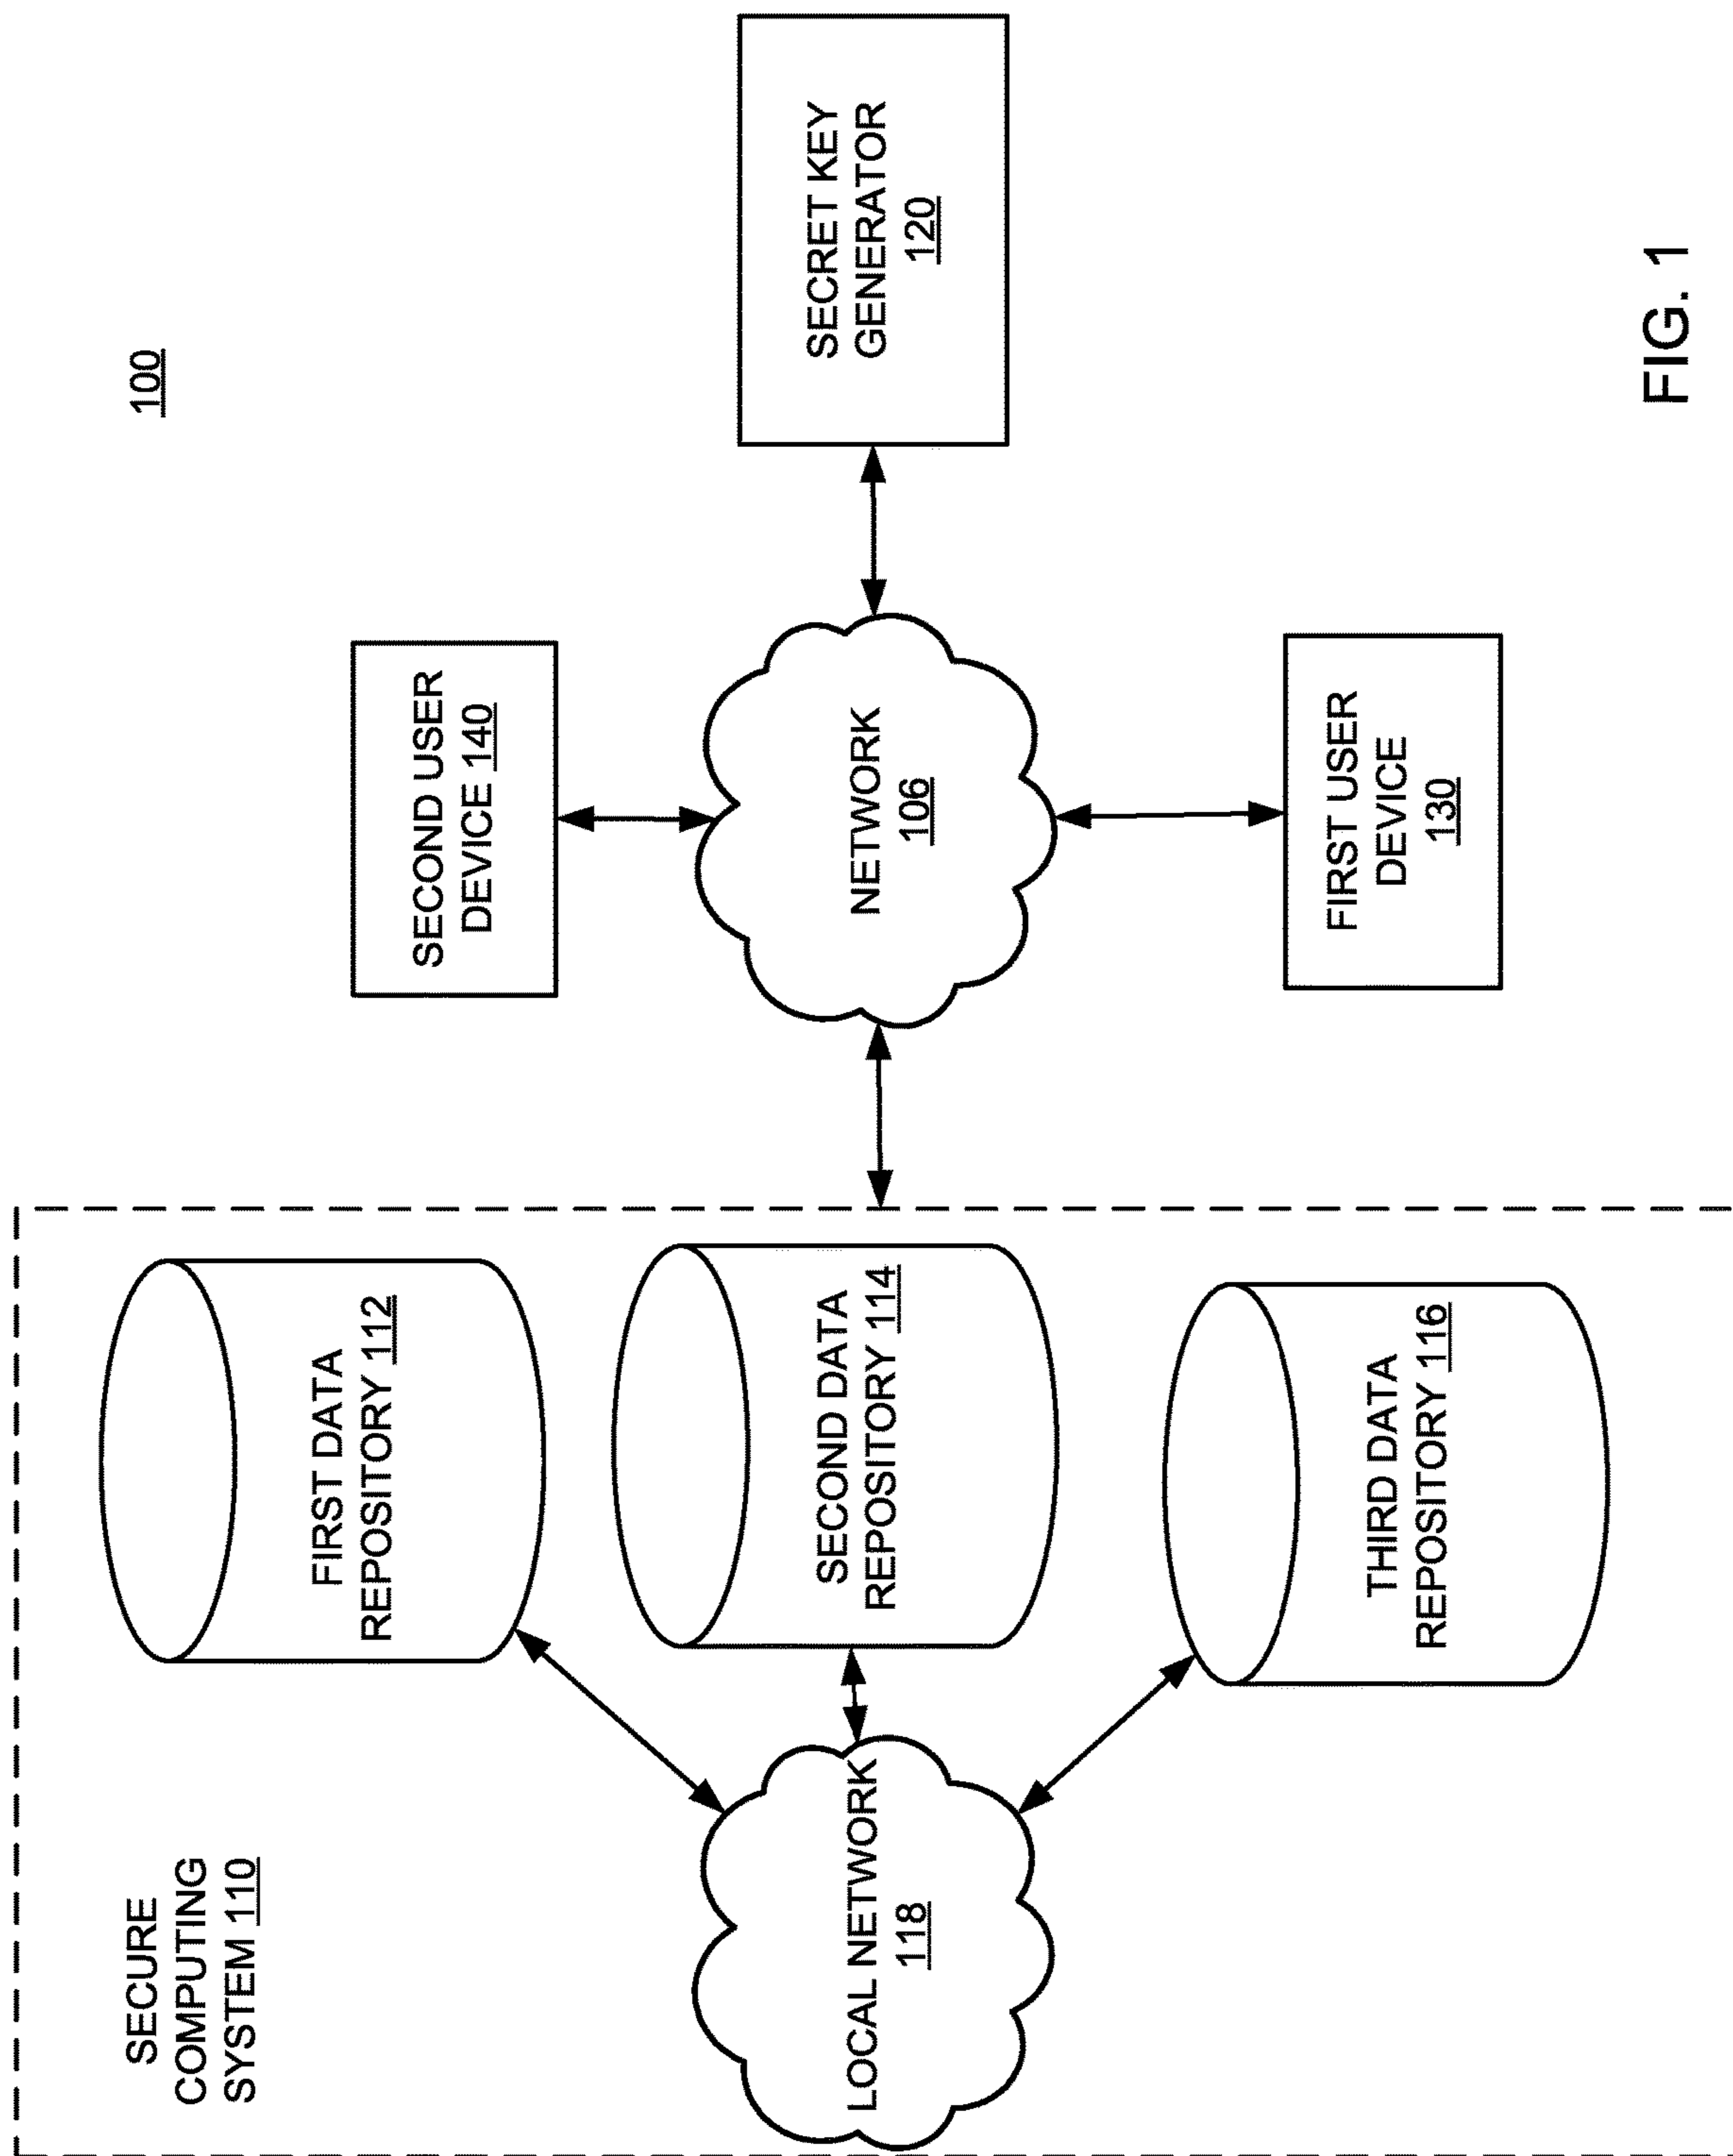 100
SECURE
COMPUTING
SYSTEM 110
FIRST DATA
REPOSITORY 112
SECOND USER
DEVICE 140
SECOND DATA
REPOSITORY 114
LOCAL NETWORK
118
NETWORK
106
SECRET KEY
GENERATOR
120
THIRD DATA
REPOSITORY 116
FIRST USER
DEVICE
130
FIG. 1